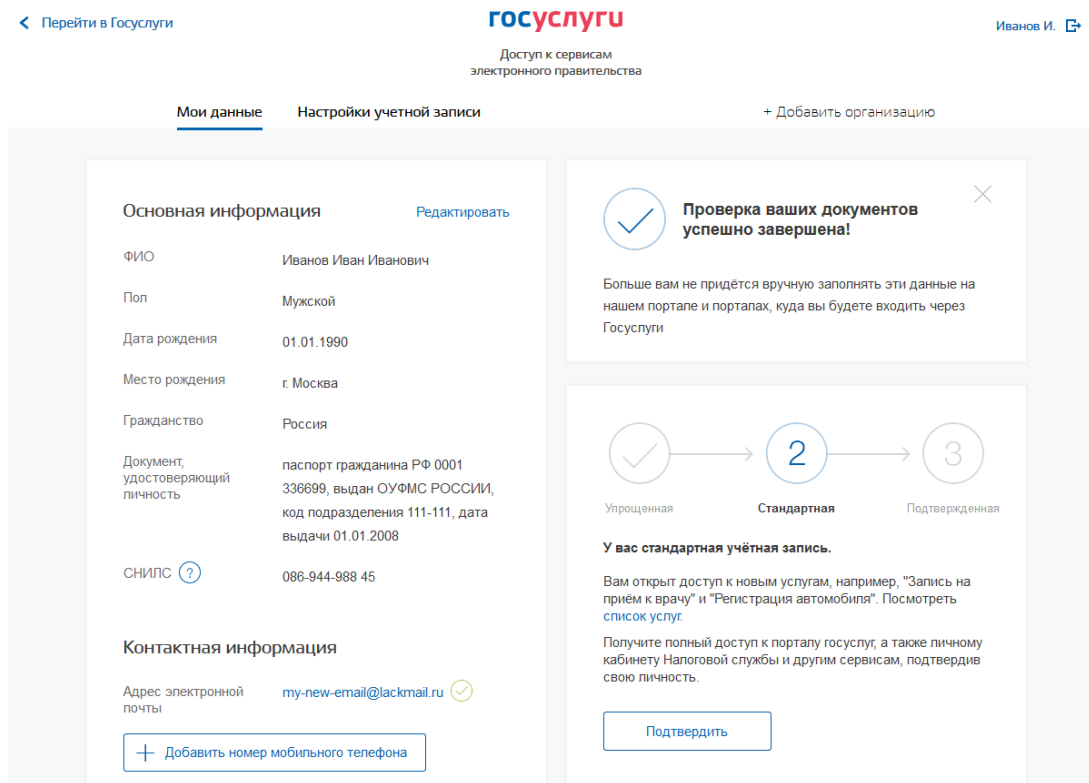 Перейти в Госуслуги
госуслуги
Иванов И.
Доступ к сервисам
электронного правительства
Мои данные
Настройки учетной записи
+ Добавить организацию
Основная информация
Редактировать
ФИО
Иванов Иван Иванович
Пол
Мужской
Дата рождения
01.01.1990
Место рождения
г. Москва
Гражданство
Россия
Документ,
удостоверяющий
личность
паспорт гражданина РФ 0001
336699, выдан ОУФМС РОССИИ,
код подразделения 111-111, дата
выдачи 01.01.2008
СНИЛС ?
086-944-988 45
Контактная информация
Адрес электронной
почты
my-new-email@lackmail.ru
Добавить номер мобильного телефона
Проверка ваших документов
успешно завершена!
Больше вам не придётся вручную заполнять эти данные на
нашем портале и порталах, куда вы будете входить через
Госуслуги
2
3
Упрощенная
Стандартная
Подтвержденная
У вас стандартная учётная запись.
Вам открыт доступ к новым услугам, например, "Запись на
приём к врачу" и "Регистрация автомобиля". Посмотреть
список услуг.
Получите полный доступ к порталу госуслуг, а также личному
кабинету Налоговой службы и другим сервисам, подтвердив
свою личность.
Подтвердить